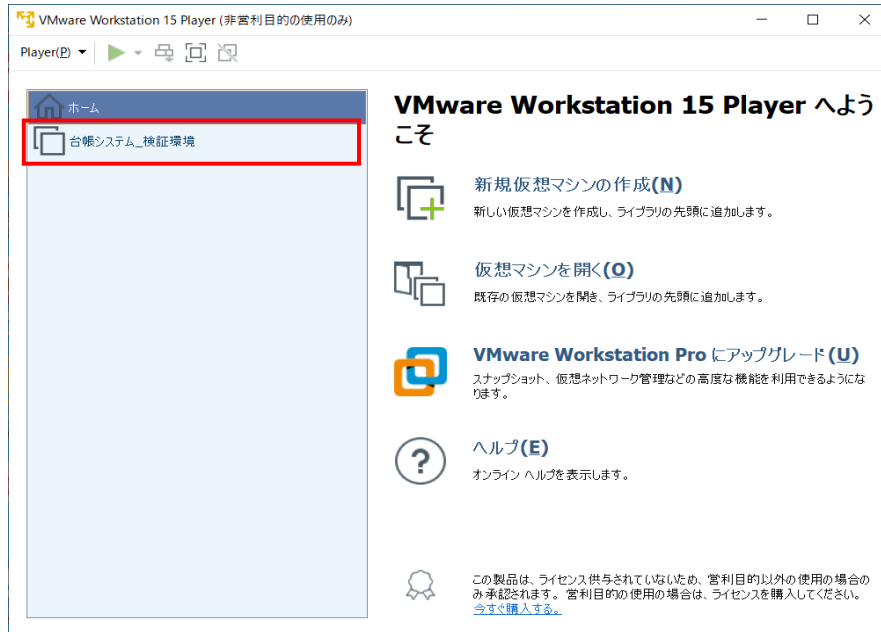 VMware Workstation 15 Player (非営利目的の使用のみ)
Player(P)
ホーム
台帳システム_検証環境
VMware Workstation 15 Player へよう
こそ
新規仮想マシンの作成(N)
新しい仮想マシンを作成し、ライブラリの先頭に追加します。
仮想マシンを開く(O)
既存の仮想マシンを開き、ライブラリの先頭に追加します。
VMware Workstation Pro にアップグレード(U)
スナップショット、仮想ネットワーク管理などの高度な機能を利用できるようにな
ります。
ヘルプ(E)
オンライン ヘルプを表示します。
この製品は、ライセンス供与されていないため、営利目的以外の使用の場合の
み承認されます。営利目的の使用の場合は、ライセンスを購入してください。
今すぐ購入する。